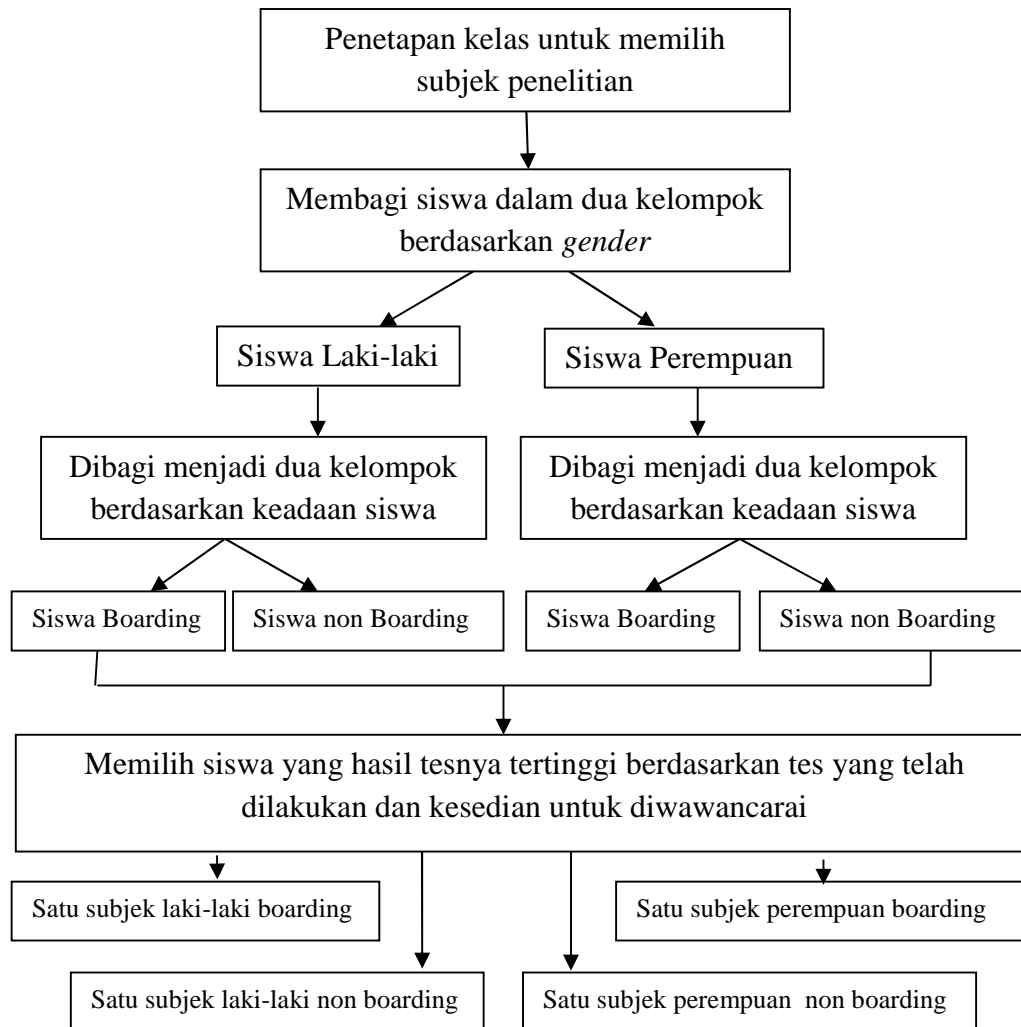 Penetapan kelas untuk memilih
subjek penelitian
Membagi siswa dalam dua kelompok
berdasarkan gender
Siswa Laki-laki
Siswa Perempuan
Dibagi menjadi dua kelompok
berdasarkan keadaan siswa
Dibagi menjadi dua kelompok
berdasarkan keadaan siswa
Siswa Boarding
Siswa non Boarding
Siswa Boarding
Siswa non Boarding
Memilih siswa yang hasil tesnya tertinggi berdasarkan tes yang telah
dilakukan dan kesedian untuk diwawancarai
Satu subjek laki-laki boarding
Satu subjek perempuan boarding
Satu subjek laki-laki non boarding
Satu subjek perempuan  non boarding